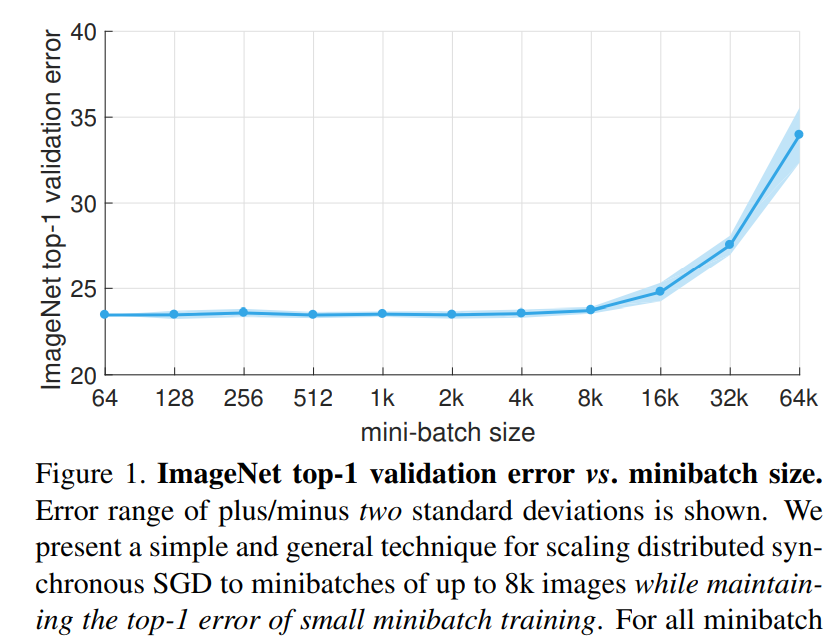 ImageNet top-1 validation error
40
35
30
25
20
64 128 256 512 1k 2k 4k 8k 16k 32k 64k
mini-batch size
Figure 1. ImageNet top-1 validation error vs. minibatch size.
Error range of plus/minus two standard deviations is shown. We
present a simple and general technique for scaling distributed syn-
chronous SGD to minibatches of up to 8k images while maintain-
ing the top-1 error of small minibatch training. For all minibatch